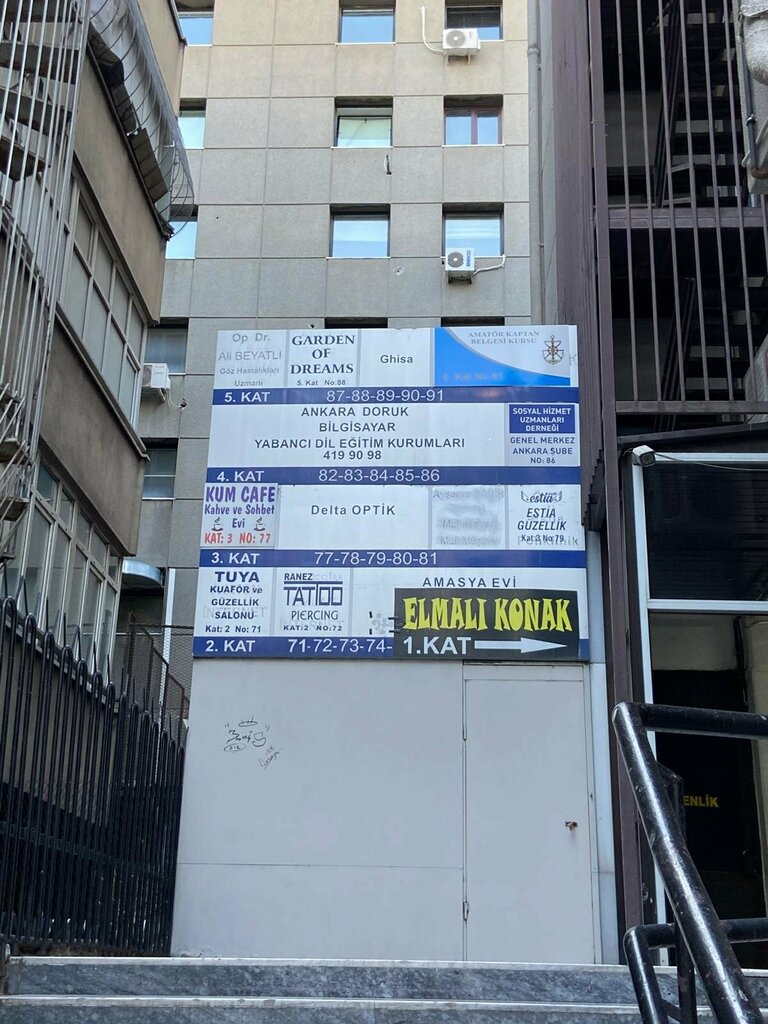 Op Dr.
Ali BEYATLI
Göz Hastalıkları
Uzmanı
GARDEN
OF
DREAMS
5. Kat No:88
Ghisa
AMATÖR KAPTAN
BELGESİ KURSU
5. KAT 87-88-89-90-91
ANKARA DORUK
BİLGİSAYAR
YABANCI DİL EĞİTİM KURUMLARI
419 90 98
SOSYAL HİZMET
UZMANLARI
DERNEĞİ
GENEL MERKEZ
ANKARA ŞUBE
NO: 86
4. KAT 82-83-84-85-86
KUM CAFE
Kahve ve Sohbet
Evi
KAT: 3 NO: 77
Delta OPTİK
estia
ESTİA
GÜZELLİK
Kat:3 No:79
3. KAT 77-78-79-80-81
TUYA
KUAFÖR ve
GÜZELLİK
SALONU
Kat: 2 No: 71
RANEZ
TATTOO
PIERCING
KAT:2 NO:72
AMASYA EVİ
ELMALI KONAK
1.KAT
2. KAT 71-72-73-74-
ENLİK